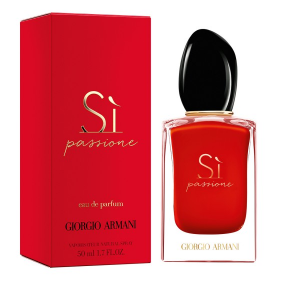 Sì
passione
eau de parfum
GIORGIO ARMANI
50 ml 1.7 FL.OZ.
Sì
passione
GIORGIO ARMANI